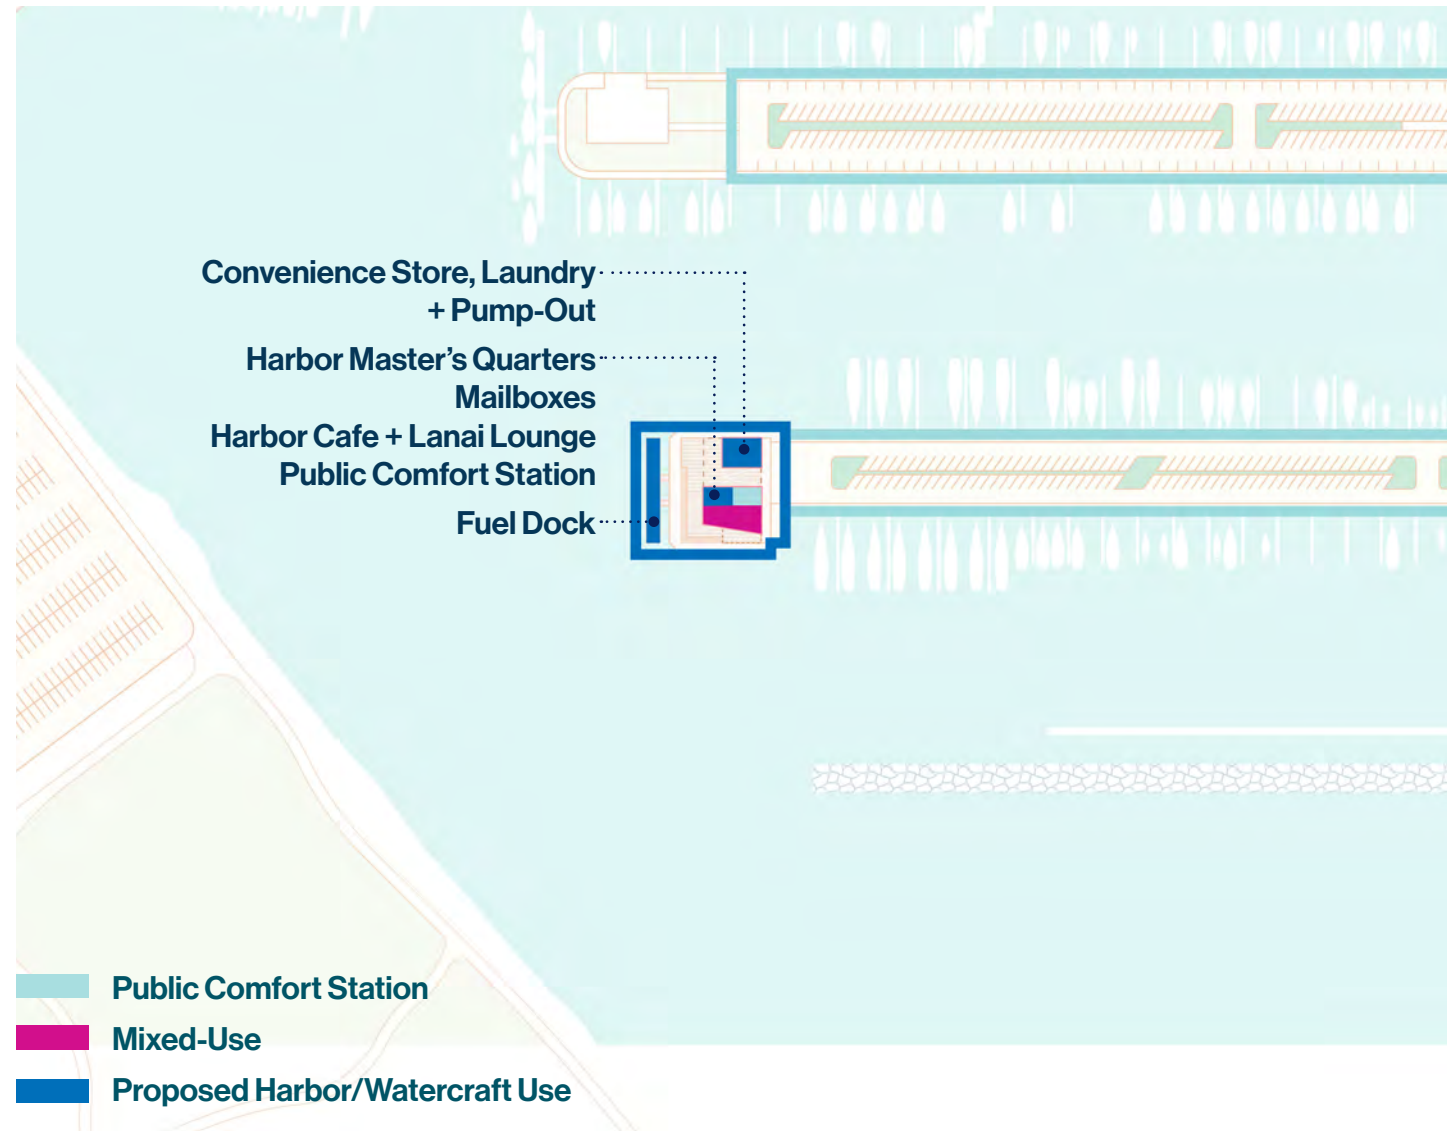 Convenience Store, Laundry
+ Pump-Out
Harbor Master's Quarters
Mailboxes
Harbor Cafe + Lanai Lounge
Public Comfort Station
Fuel Dock
Public Comfort Station
Mixed-Use
Proposed Harbor/Watercraft Use